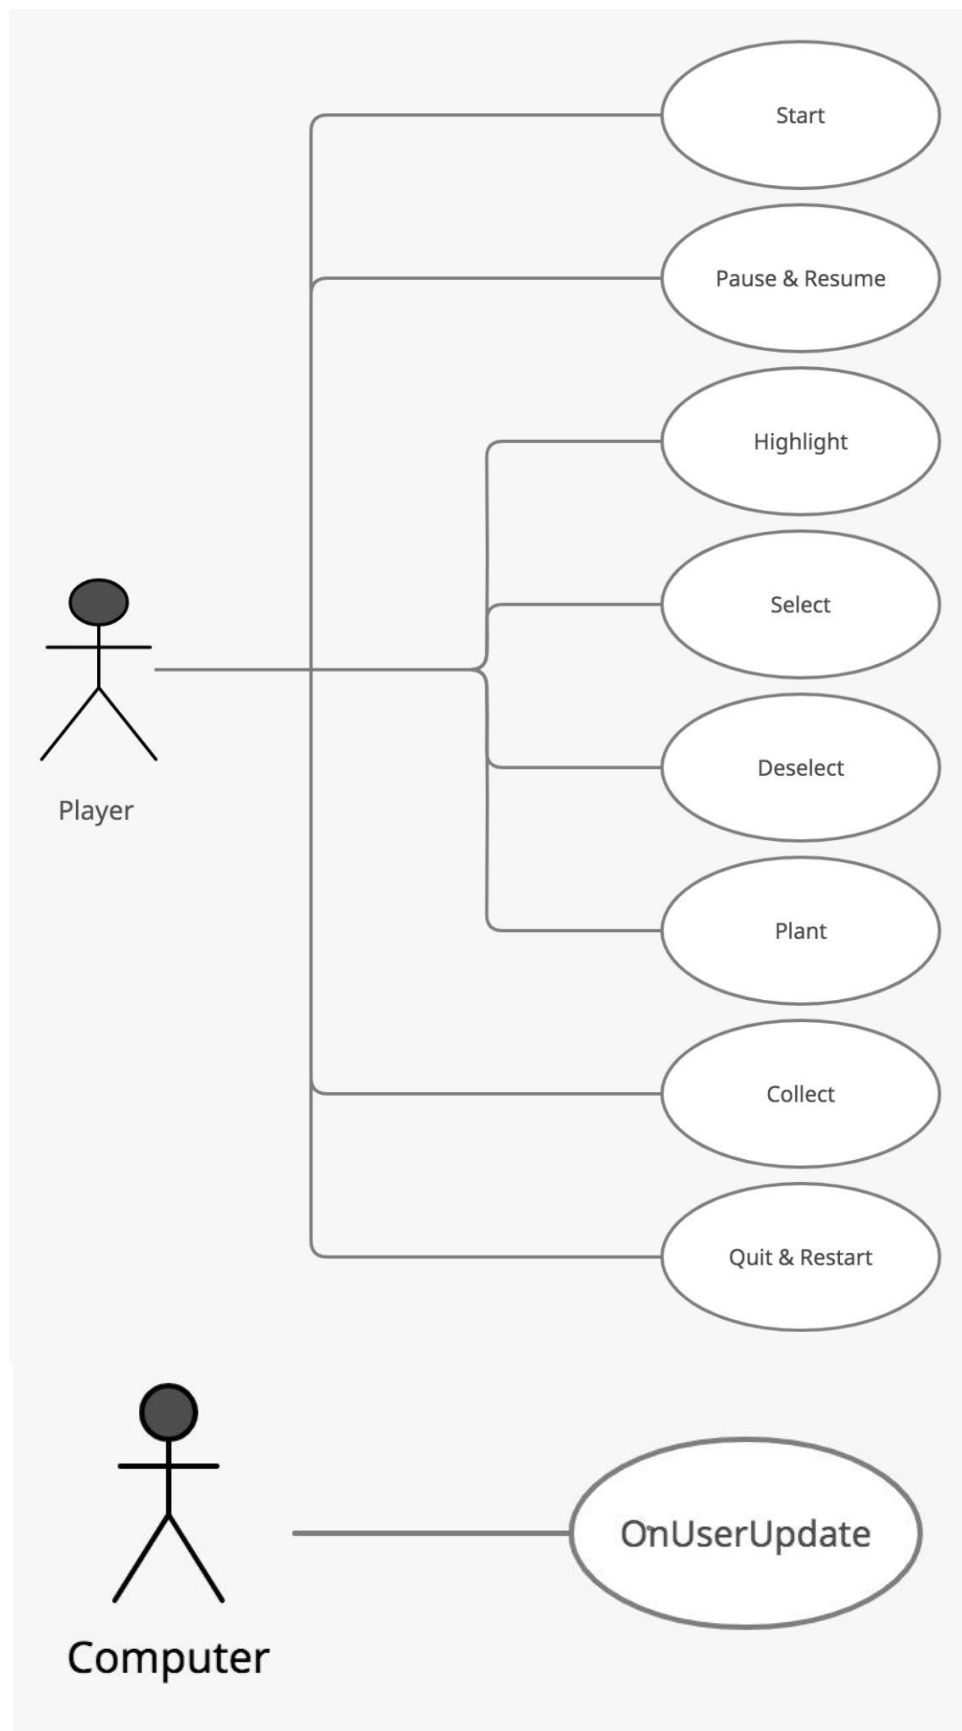 Start
Pause & Resume
Highlight
Select
Deselect
Player
Plant
Collect
Quit & Restart
OnUserUpdate
Computer